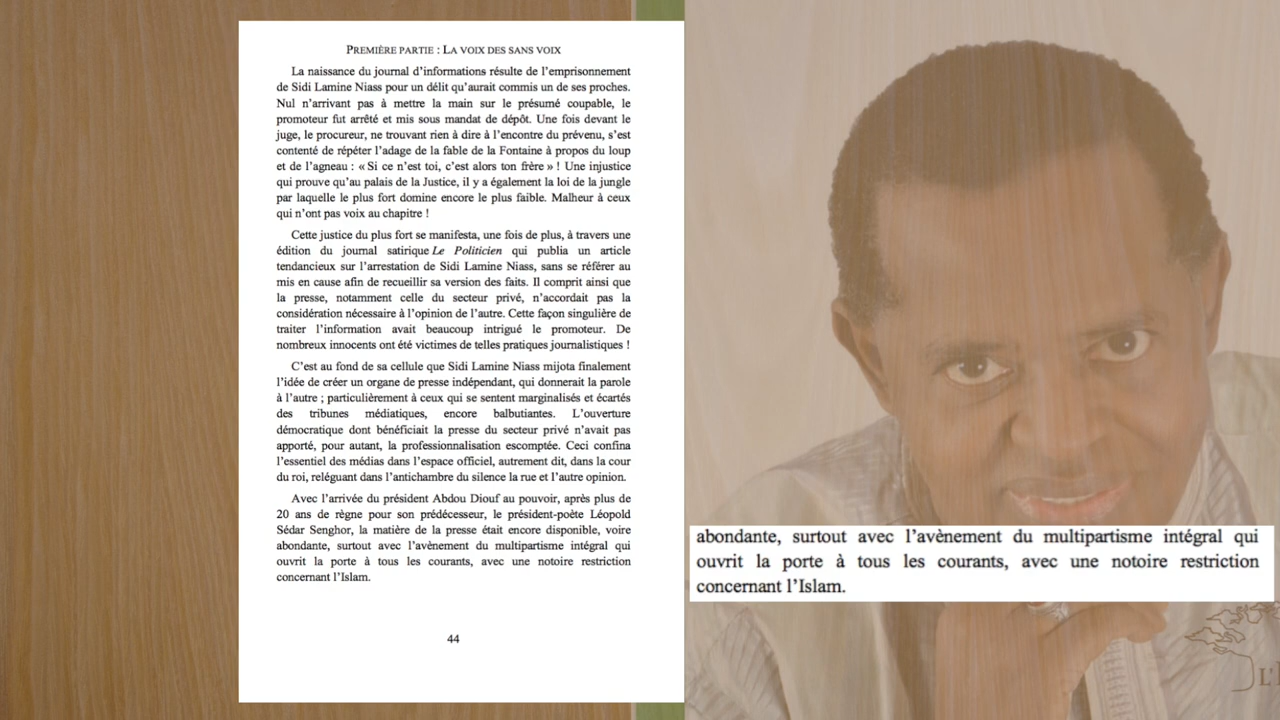 PREMIÈRE PARTIE : LA VOIX DES SANS VOIX
La naissance du journal d’informations résulte de l’emprisonnement
de Sidi Lamine Niass pour un délit qu’aurait commis un de ses proches.
Nul n’arrivant pas à mettre la main sur le présumé coupable, le
promoteur fut arrêté et mis sous mandat de dépôt. Une fois devant le
juge, le procureur, ne trouvant rien à dire à l’encontre du prévenu, s’est
contenté de répéter l’adage de la fable de la Fontaine à propos du loup
et de l’agneau : « Si ce n’est toi, c’est alors ton frère » ! Une injustice
qui prouve qu’au palais de la Justice, il y a également la loi de la jungle
par laquelle le plus fort domine encore le plus faible. Malheur à ceux
qui n’ont pas voix au chapitre !
Cette justice du plus fort se manifesta, une fois de plus, à travers une
édition du journal satirique Le Politicien qui publia un article
tendancieux sur l’arrestation de Sidi Lamine Niass, sans se référer au
mis en cause afin de recueillir sa version des faits. Il comprit ainsi que
la presse, notamment celle du secteur privé, n’accordait pas la
considération nécessaire à l’opinion de l’autre. Cette façon singulière de
traiter l’information avait beaucoup intrigué le promoteur. De
nombreux innocents ont été victimes de telles pratiques journalistiques !
C’est au fond de sa cellule que Sidi Lamine Niass mijota finalement
l’idée de créer un organe de presse indépendant, qui donnerait la parole
à l’autre ; particulièrement à ceux qui se sentent marginalisés et écartés
des tribunes médiatiques, encore balbutiantes. L’ouverture
démocratique dont bénéficiait la presse du secteur privé n’avait pas
apporté, pour autant, la professionnalisation escomptée. Ceci confina
l’essentiel des médias dans l’espace officiel, autrement dit, dans la cour
du roi, reléguant dans l’antichambre du silence la rue et l’autre opinion.
Avec l’arrivée du président Abdou Diouf au pouvoir, après plus de
20 ans de règne pour son prédécesseur, le président-poète Léopold
Sédar Senghor, la matière de la presse était encore disponible, voire
abondante, surtout avec l’avènement du multipartisme intégral qui
ouvrit la porte à tous les courants, avec une notoire restriction
concernant l’Islam.
44
abondante, surtout avec l’avènement du multipartisme intégral qui
ouvrit la porte à tous les courants, avec une notoire restriction
concernant l’Islam.